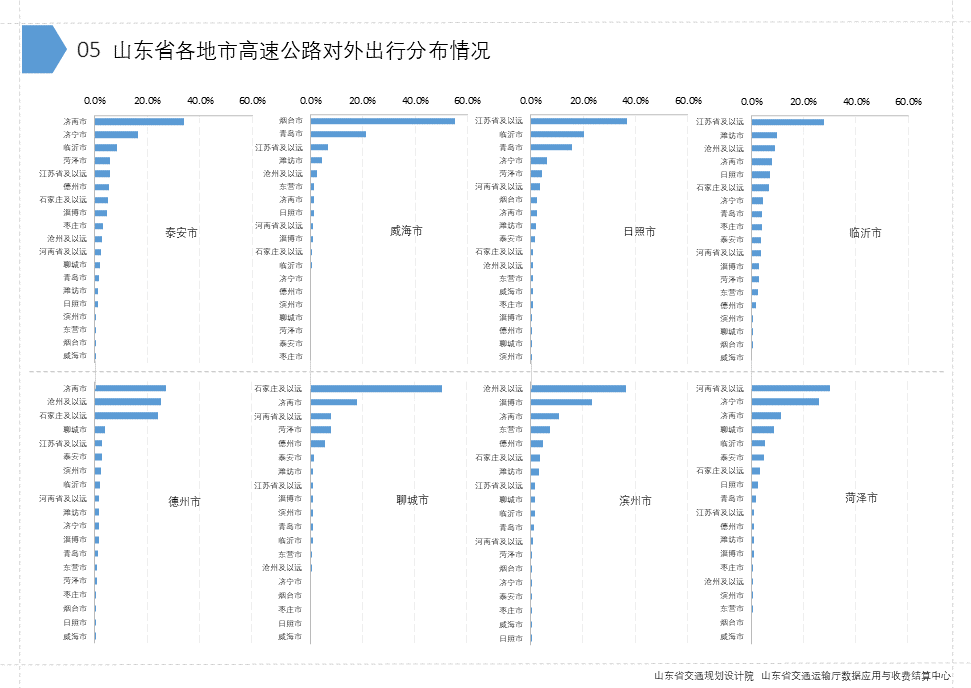 05 山东省各地市高速公路对外出行分布情况
0.0% 20.0% 40.0% 60.0%
济南市
济宁市
临沂市
菏泽市
江苏省及以远
德州市
石家庄及以远
淄博市
枣庄市
沧州及以远
河南省及以远
聊城市
青岛市
潍坊市
日照市
滨州市
东营市
烟台市
威海市
泰安市
0.0% 20.0% 40.0% 60.0%
烟台市
青岛市
江苏省及以远
潍坊市
沧州及以远
东营市
济南市
日照市
河南省及以远
淄博市
石家庄及以远
临沂市
济宁市
德州市
滨州市
聊城市
菏泽市
泰安市
枣庄市
威海市
0.0% 20.0% 40.0% 60.0%
江苏省及以远
临沂市
青岛市
济宁市
菏泽市
河南省及以远
烟台市
济南市
潍坊市
泰安市
石家庄及以远
沧州及以远
东营市
威海市
枣庄市
淄博市
德州市
聊城市
滨州市
日照市
0.0% 20.0% 40.0% 60.0%
江苏省及以远
潍坊市
沧州及以远
济南市
日照市
石家庄及以远
济宁市
青岛市
枣庄市
泰安市
河南省及以远
淄博市
菏泽市
东营市
德州市
滨州市
聊城市
烟台市
威海市
临沂市
济南市
沧州及以远
石家庄及以远
聊城市
江苏省及以远
泰安市
滨州市
临沂市
河南省及以远
潍坊市
济宁市
淄博市
青岛市
东营市
菏泽市
枣庄市
烟台市
日照市
威海市
德州市
石家庄及以远
济南市
河南省及以远
菏泽市
德州市
泰安市
潍坊市
江苏省及以远
淄博市
滨州市
青岛市
临沂市
东营市
沧州及以远
济宁市
烟台市
枣庄市
日照市
威海市
聊城市
沧州及以远
淄博市
济南市
东营市
德州市
石家庄及以远
潍坊市
江苏省及以远
聊城市
临沂市
青岛市
河南省及以远
菏泽市
烟台市
济宁市
泰安市
枣庄市
威海市
日照市
滨州市
河南省及以远
济宁市
济南市
聊城市
临沂市
泰安市
石家庄及以远
日照市
青岛市
江苏省及以远
德州市
潍坊市
淄博市
枣庄市
沧州及以远
滨州市
东营市
烟台市
威海市
菏泽市
山东省交通规划设计院 山东省交通运输厅数据应用与收费结算中心